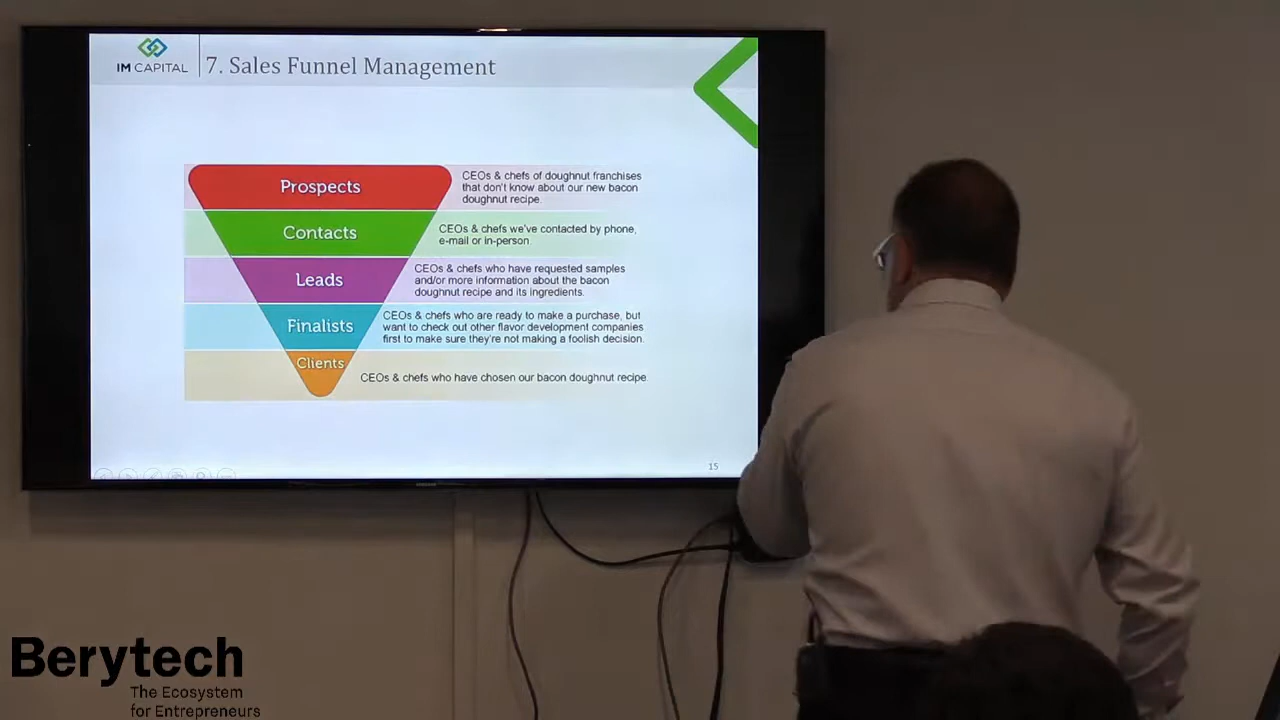 IM CAPITAL
7. Sales Funnel Management
Prospects
CEOs & chefs of doughnut franchises
that don't know about our new bacon
doughnut recipe.
Contacts
CEOs & chefs we've contacted by phone,
e-mail or in-person
Leads
CEOs & chefs who have requested samples
and/or more information about the bacon
doughnut recipe and its ingredients.
Finalists
CEOs & chefs who are ready to make a purchase, but
want to check out other flavor development companies
first to make sure they're not making a foolish decision.
Clients
CEOs & chefs who have chosen our bacon doughnut recipe.
15
SAMSUNG
Berytech
The Ecosystem
for Entrepreneurs